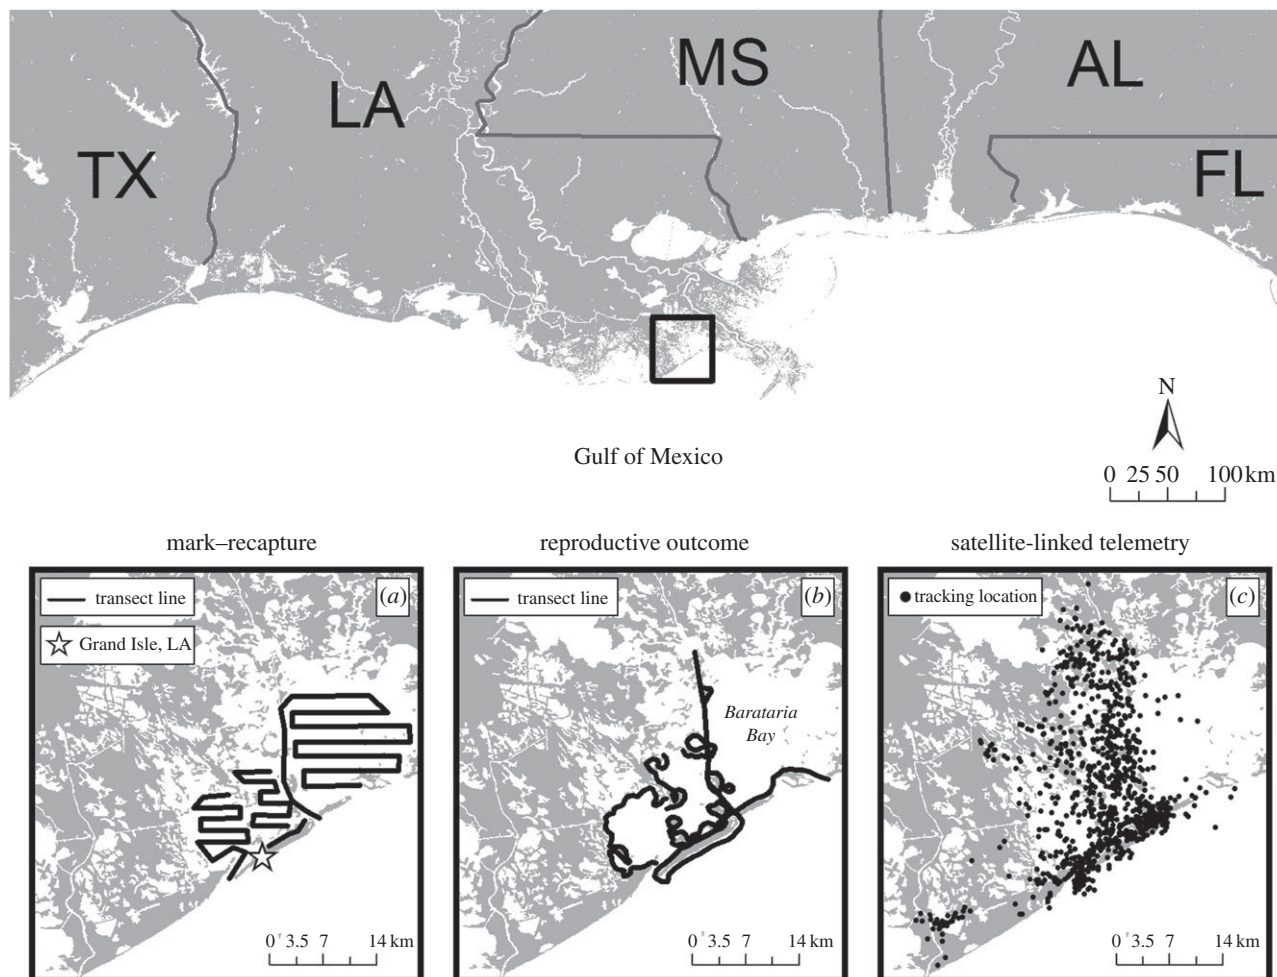 MS
AL
LA
TX
FL
N
Gulf of Mexico
0 25 50 100 km
mark–recapture
reproductive outcome
satellite-linked telemetry
transect line
(a)
Grand Isle, LA
0 3.5 7 14 km
transect line
(b)
Barataria
Bay
0 3.5 7 14 km
tracking location
(c)
0 3.5 7 14 km